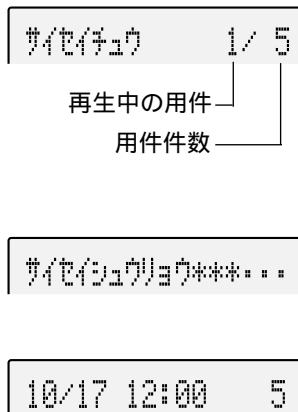 サイセイチュウ 1/ 5
再生中の用件
用件件数
サイセイシュウリョウ***▪▪▪
10/17 12:00 5